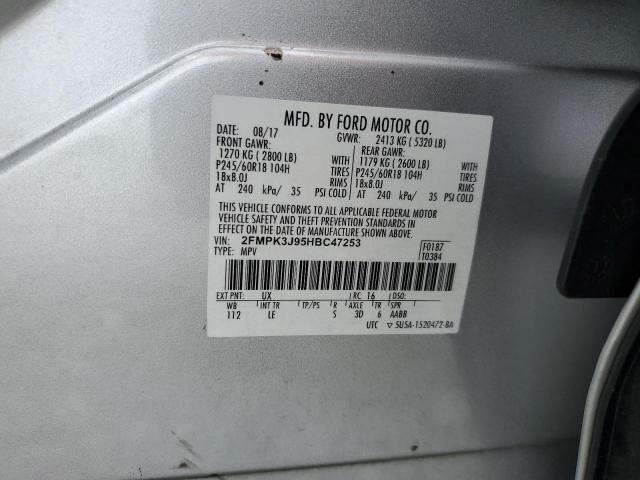 MFD. BY FORD MOTOR CO.
DATE: 08/17 GVWR: 2413 KG ( 5320 LB)
FRONT GAWR: REAR GAWR:
1270 KG ( 2800 LB) WITH 1179 KG ( 2600 LB) WITH
P245/60R18 104H TIRES P245/60R18 104H TIRES
18x8.0J RIMS 18x8.0J RIMS
AT 240 kPa/ 35 PSI COLD AT 240 kPa/ 35 PSI COLD
THIS VEHICLE CONFORMS TO ALL APPLICABLE FEDERAL MOTOR
VEHICLE SAFETY AND THEFT PREVENTION STANDARDS IN
EFFECT ON THE DATE OF MANUFACTURE SHOWN ABOVE.
VIN: 2FMPK3J95HBC47253 F0187
TYPE: MPV T0384
EXT PNT: UX RC: 16 DSO:
WB INT TR TP/PS R AXLE TR SPR
112 LE S 3D 6 AABB
UTC ▽ 5U5A-1520472-BA